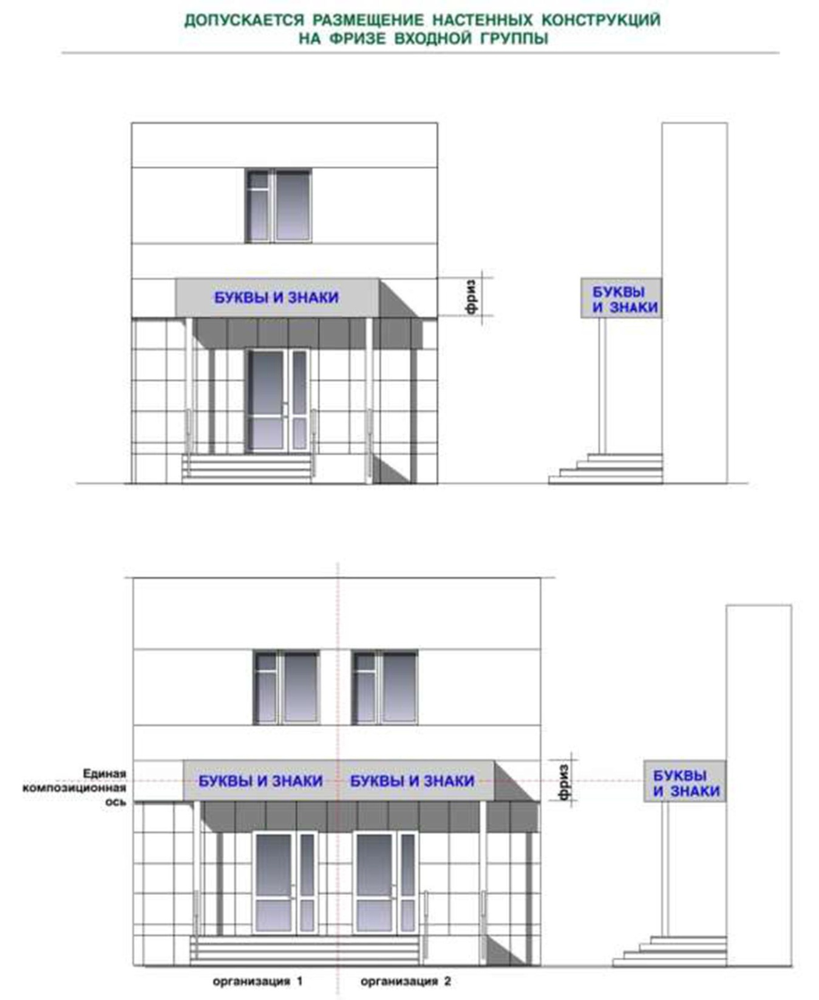 ДОПУСКАЕТСЯ РАЗМЕЩЕНИЕ НАСТЕННЫХ КОНСТРУКЦИЙ
НА ФРИЗЕ ВХОДНОЙ ГРУППЫ
БУКВЫ И ЗНАКИ
фриз
БУКВЫ
И ЗНАКИ
Единая
композиционная
ось
БУКВЫ И ЗНАКИ
БУКВЫ И ЗНАКИ
фриз
БУКВЫ
И ЗНАКИ
организация 1
организация 2